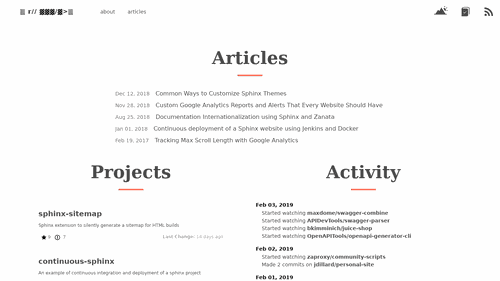 about articles
Articles
Dec 12, 2018 Common Ways to Customize Sphinx Themes
Nov 28, 2018 Custom Google Analytics Reports and Alerts That Every Website Should Have
Aug 25, 2018 Documentation Internationalization using Sphinx and Zanata
Jan 01, 2018 Continuous deployment of a Sphinx website using Jenkins and Docker
Feb 19, 2017 Tracking Max Scroll Length with Google Analytics
Projects
sphinx-sitemap
Sphinx extension to silently generate a sitemap for HTML builds
9 7 Last Change: 14 days ago
continuous-sphinx
An example of continuous integration and deployment of a sphinx project
Activity
Feb 03, 2019
Started watching maxdome/swagger-combine
Started watching APIDevTools/swagger-parser
Started watching bkimminich/juice-shop
Started watching OpenAPITools/openapi-generator-cli
Feb 02, 2019
Started watching zaproxy/community-scripts
Made 2 commits on jdillard/personal-site
Feb 01, 2019